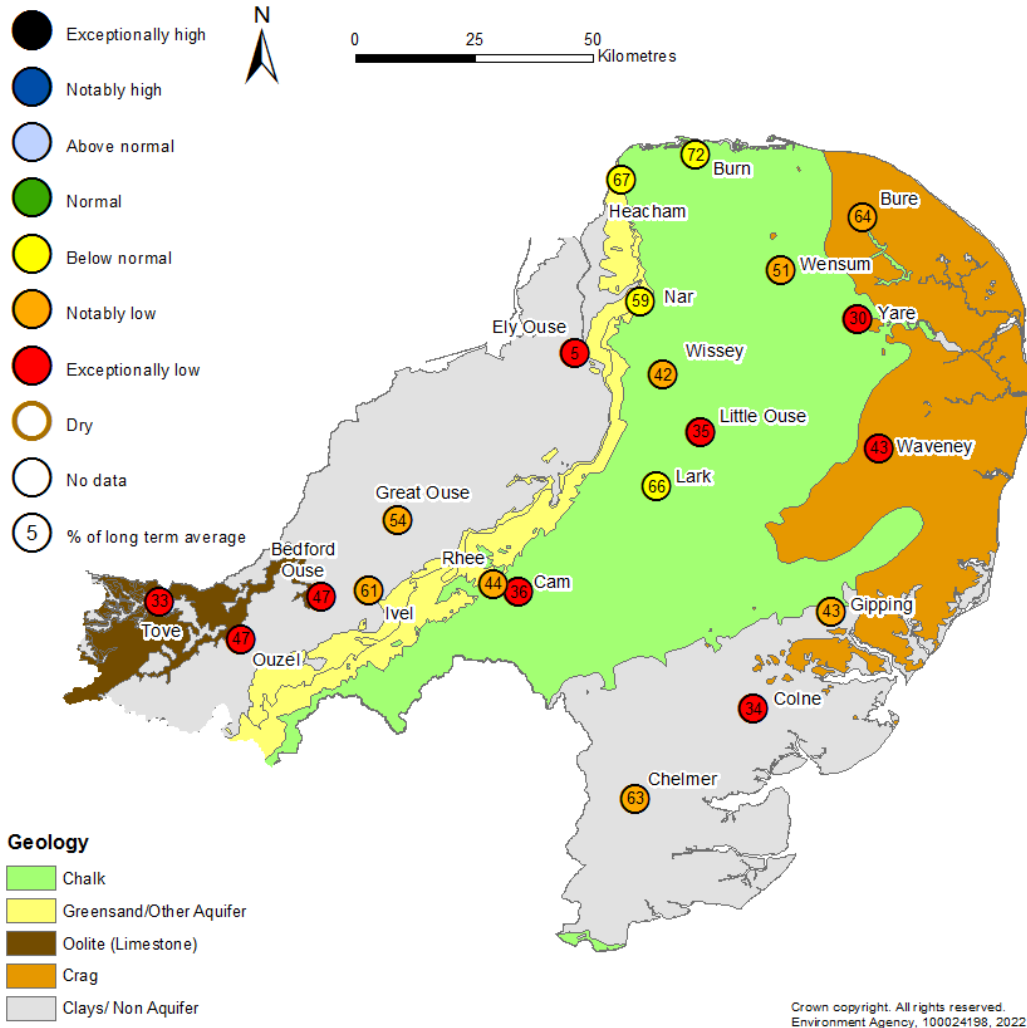 Exceptionally high
Notably high
Above normal
Normal
Below normal
Notably low
Exceptionally low
Dry
No data
5 % of long term average
N
0 25 50
Kilometres
72
Burn
67
Heacham
Bure
64
Wensum
51
Nar
59
Yare
30
Ely Ouse
5
Wissey
42
Little Ouse
35
Waveney
43
Lark
66
Great Ouse
54
Bedford
Ouse
47
Rhee
44
Cam
36
61
Ivel
33
Tove
47
Ouzel
Gipping
43
Colne
34
Chelmer
63
Geology
Chalk
Greensand/Other Aquifer
Oolite (Limestone)
Crag
Clays/ Non Aquifer
Crown copyright. All rights reserved.
Environment Agency, 100024198, 2022